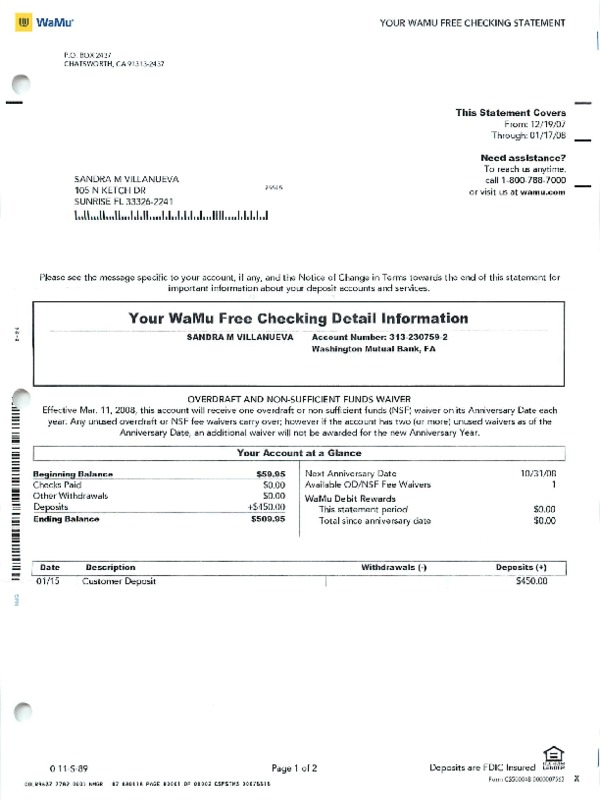 WaMu
YOUR WAMU FREE CHECKING STATEMENT
P.O. BOX 2437
CHATSWORTH, CA 91313-2437
This Statement Covers
From: 12/19/07
Through: 01/17/08
Need assistance?
To reach us anytime,
call 1-800-788-7000
or visit us at wamu.com
SANDRA M VILLANUEVA
105 N KETCH DR
SUNRISE FL 33326-2241
Please see the message specific to your account, if any, and the Notice of Change in Terms towards the end of this statement for
important information about your deposit accounts and services.
Your WaMu Free Checking Detail Information
SANDRA M VILLANUEVA Account Number: 313-230759-2
Washington Mutual Bank, FA
OVERDRAFT AND NON-SUFFICIENT FUNDS WAIVER
Effective Mar. 11, 2008, this account will receive one overdraft or non sufficient funds (NSF) waiver on its Anniversary Date each
year. Any unused overdraft or NSF fee waivers carry over; however if the account has two (or more) unused waivers as of the
Anniversary Date, an additional waiver will not be awarded for the new Anniversary Year.
Your Account at a Glance
Beginning Balance $59.95
Checks Paid $0.00
Other Withdrawals $0.00
Deposits +$450.00
Ending Balance $509.95
Next Anniversary Date 10/31/08
Available OD/NSF Fee Waivers 1
WaMu Debit Rewards
This statement period $0.00
Total since anniversary date $0.00
Date Description Withdrawals (-) Deposits (+)
01/15 Customer Deposit $450.00
0 11-S-89
Page 1 of 2
Deposits are FDIC Insured
X